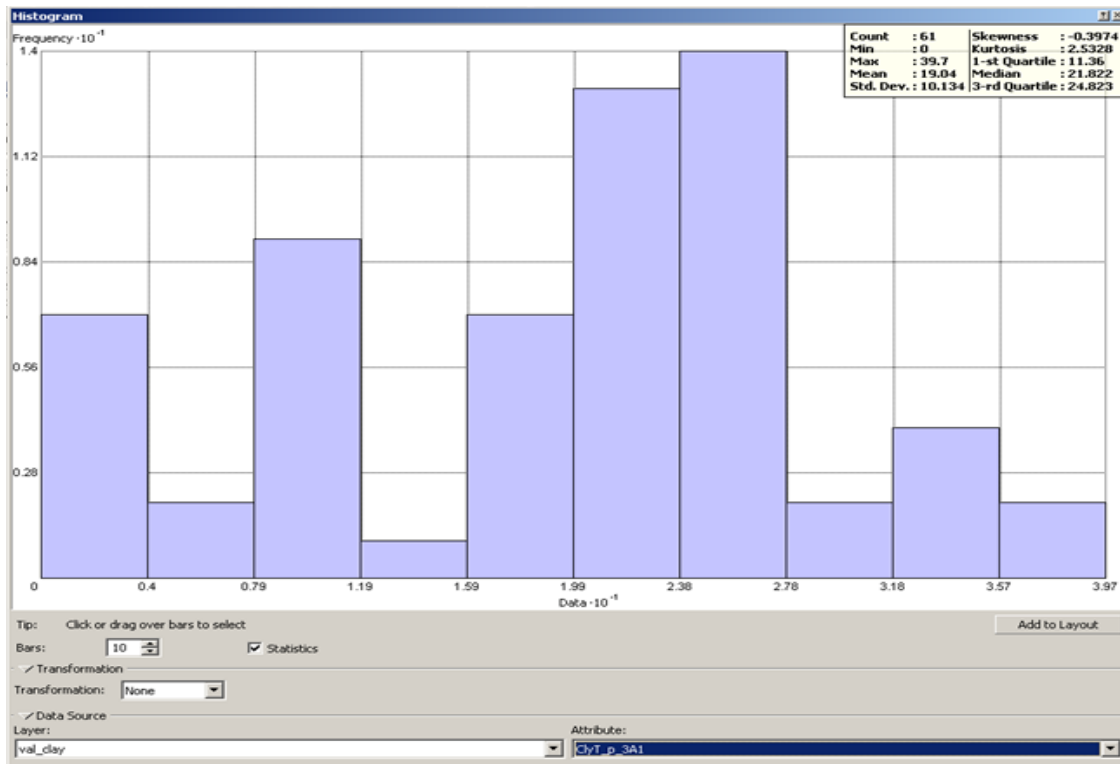 Histogram
Frequency ·10⁻¹
Count : 61 Skewness : -0.3974
Min : 0 Kurtosis : 2.5328
Max : 39.7 1-st Quartile : 11.36
Mean : 19.04 Median : 21.822
Std. Dev. : 10.134 3-rd Quartile : 24.823
1.4
1.12
0.84
0.56
0.28
0 0.4 0.79 1.19 1.59 1.99 2.38 2.78 3.18 3.57 3.97
Data ·10⁻¹
Tip: Click or drag over bars to select Add to Layout
Bars: 10 Statistics
Transformation
Transformation: None
Data Source
Layer: Attribute:
val_clay ClyT_p_3A1